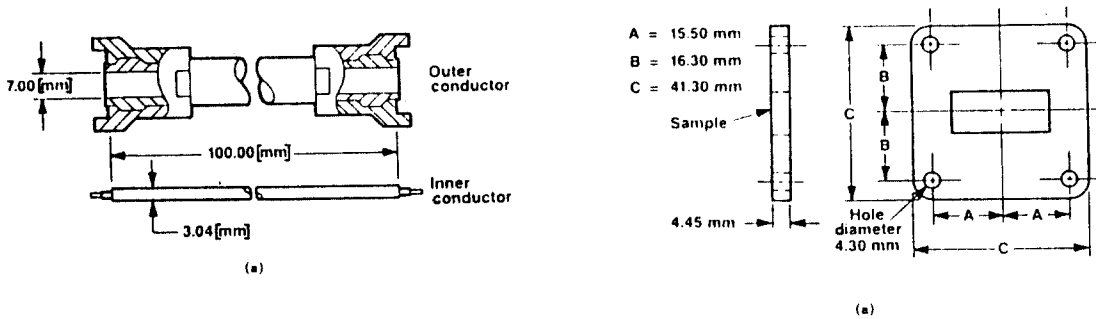 7.00[mm]
Outer
conductor
100.00[mm]
Inner
conductor
3.04[mm]
(a)
A = 15.50 mm
B = 16.30 mm
C = 41.30 mm
Sample
4.45 mm
B
C
B
Hole
diameter
4.30 mm
A
A
C
(a)